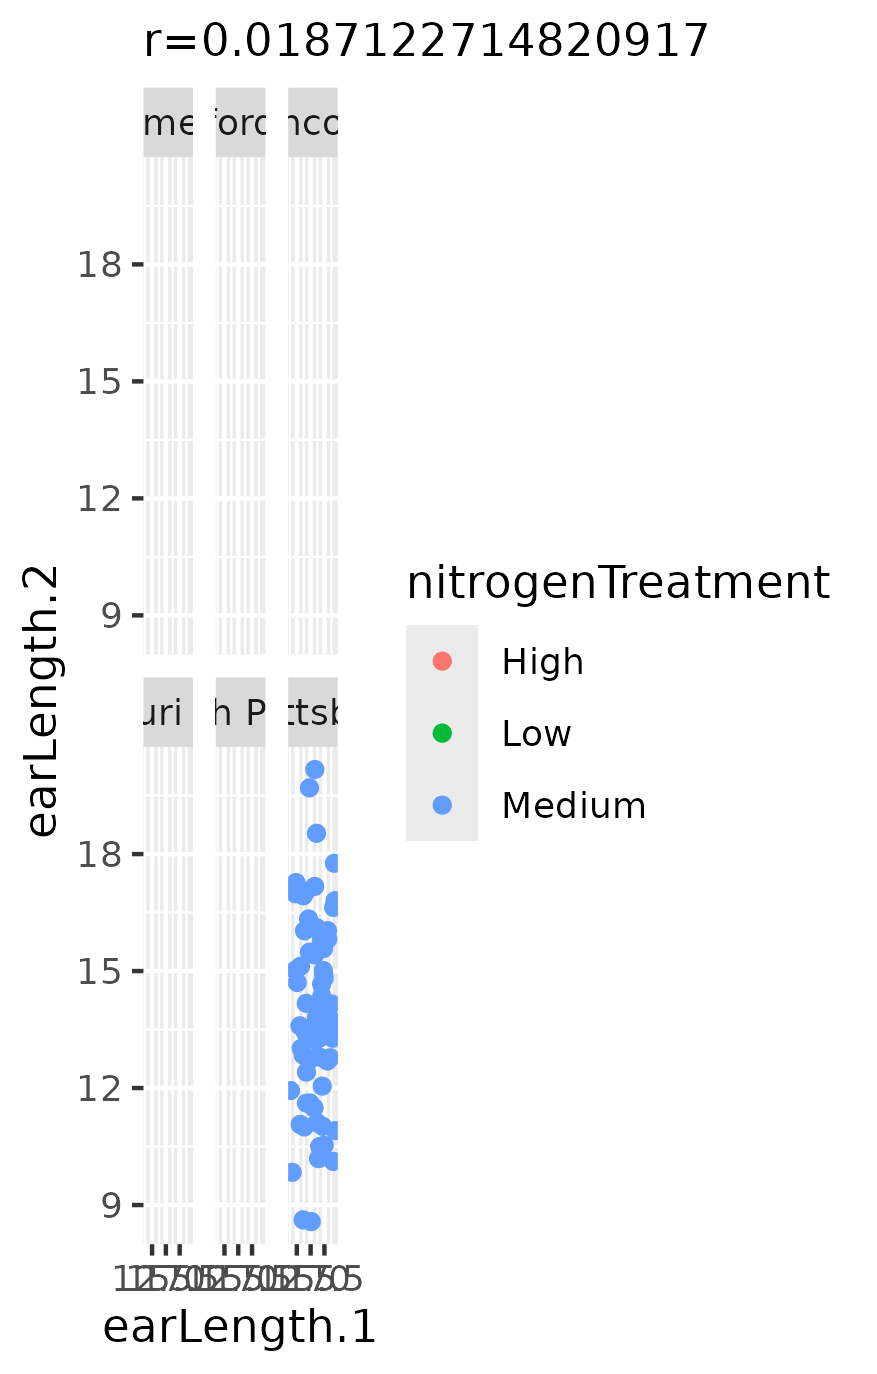 r=0.0187122714820917
me ford nco
18
15
12
9
earLength.2
uri h P ttsb
18
15
12
9
earLength.1
nitrogenTreatment
High
Low
Medium